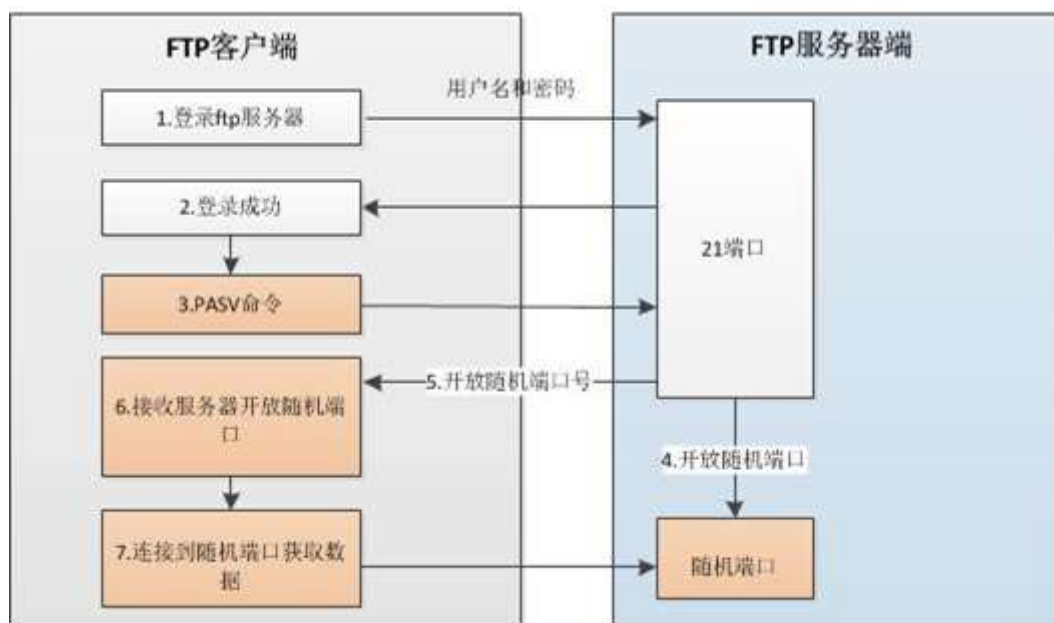 FTP客户端
FTP服务器端
用户名和密码
1.登录ftp服务器
2.登录成功
21端口
3.PASV命令
5.开放随机端口号
6.接收服务器开放随机端
口
4.开放随机端口
7.连接到随机端口获取数
据
随机端口